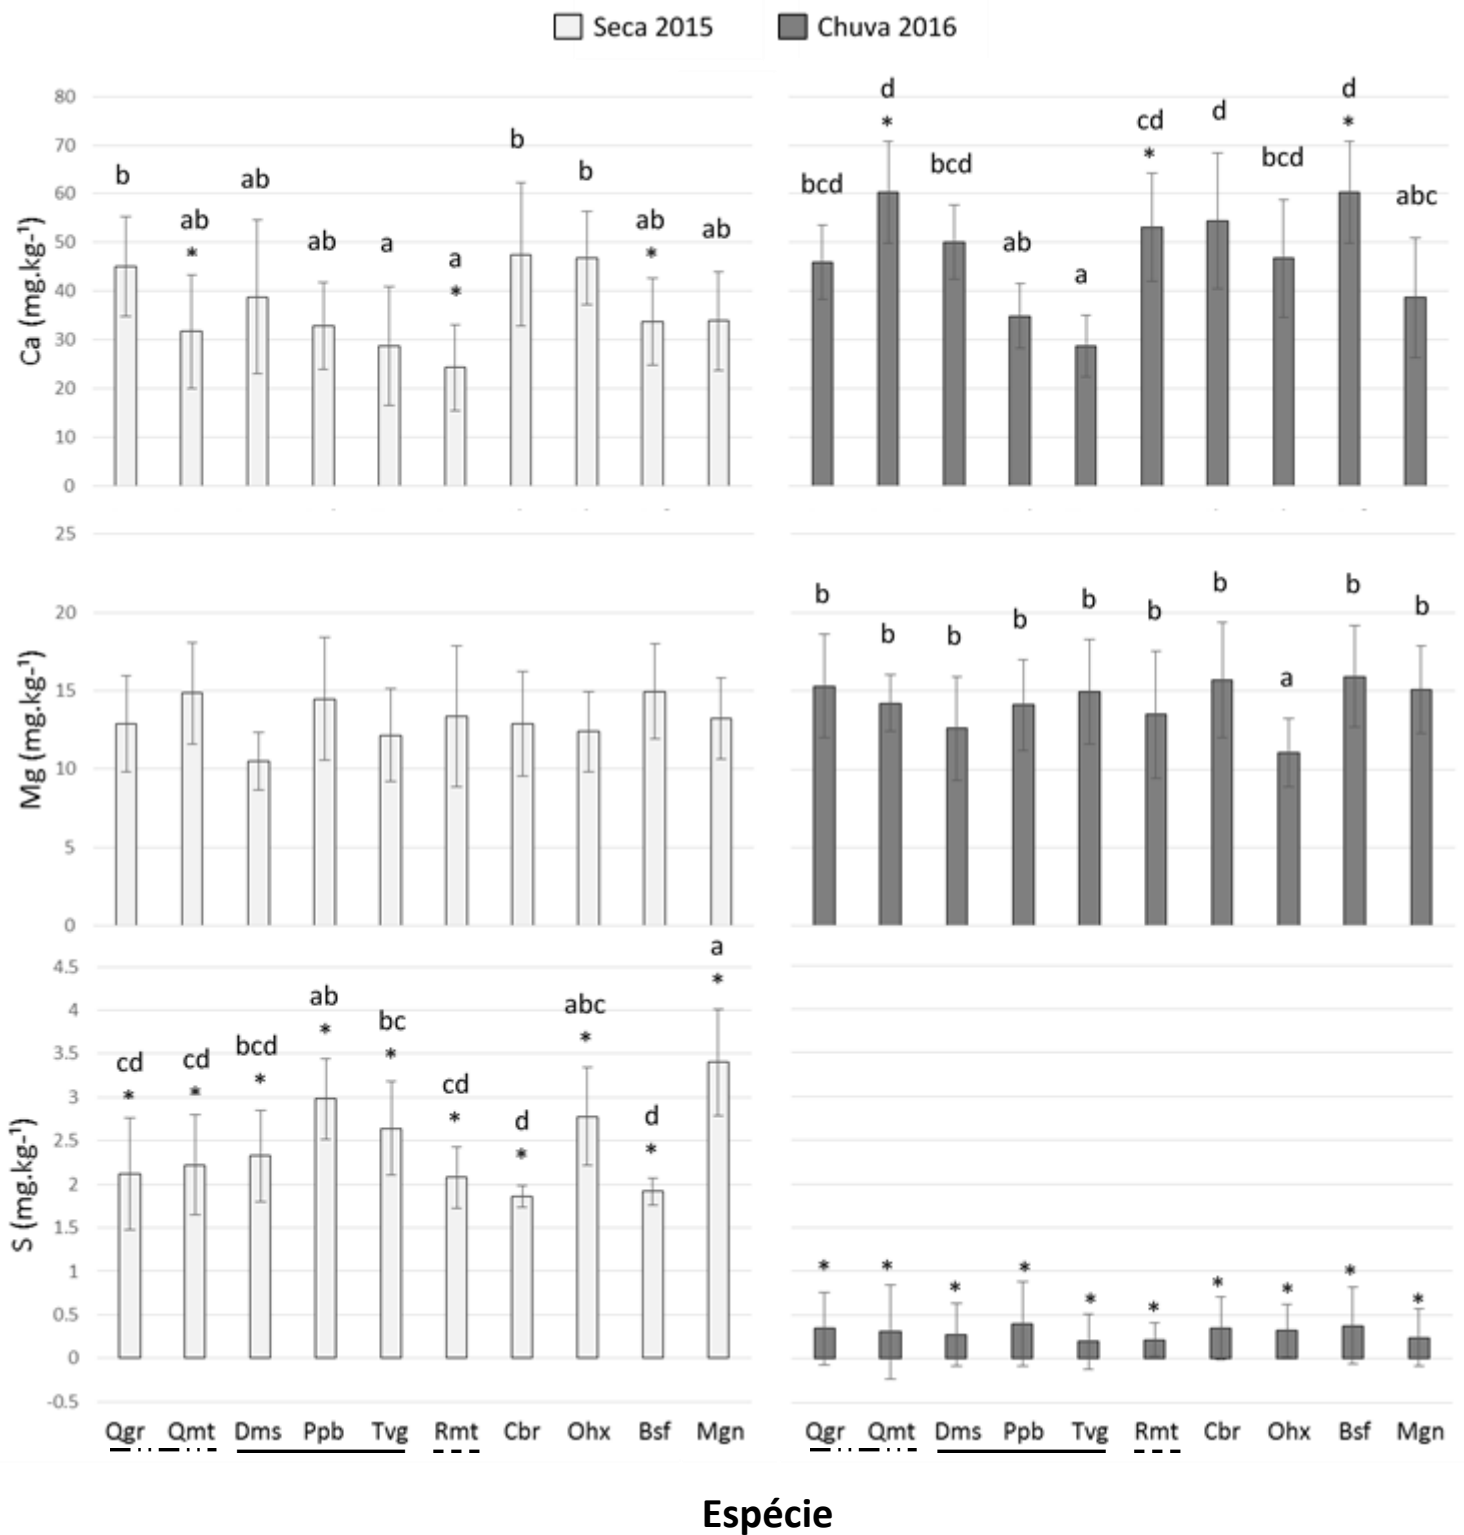 Seca 2015 Chuva 2016
Ca (mg.kg-¹)
80
70
60
50
40
30
20
10
0
b ab * ab ab a a * b b ab * ab
bcd d * bcd ab a cd * d bcd d * abc
Mg (mg.kg-¹)
25
20
15
10
5
0
b b b b b b b a b b
S (mg.kg-¹)
4.5
4
3.5
3
2.5
2
1.5
1
0.5
0
-0.5
cd * cd * bcd * ab * bc * cd * d * abc * d * a *
* * * * * * * * * *
Qgr Qmt Dms Ppb Tvg Rmt Cbr Ohx Bsf Mgn
Qgr Qmt Dms Ppb Tvg Rmt Cbr Ohx Bsf Mgn
Espécie